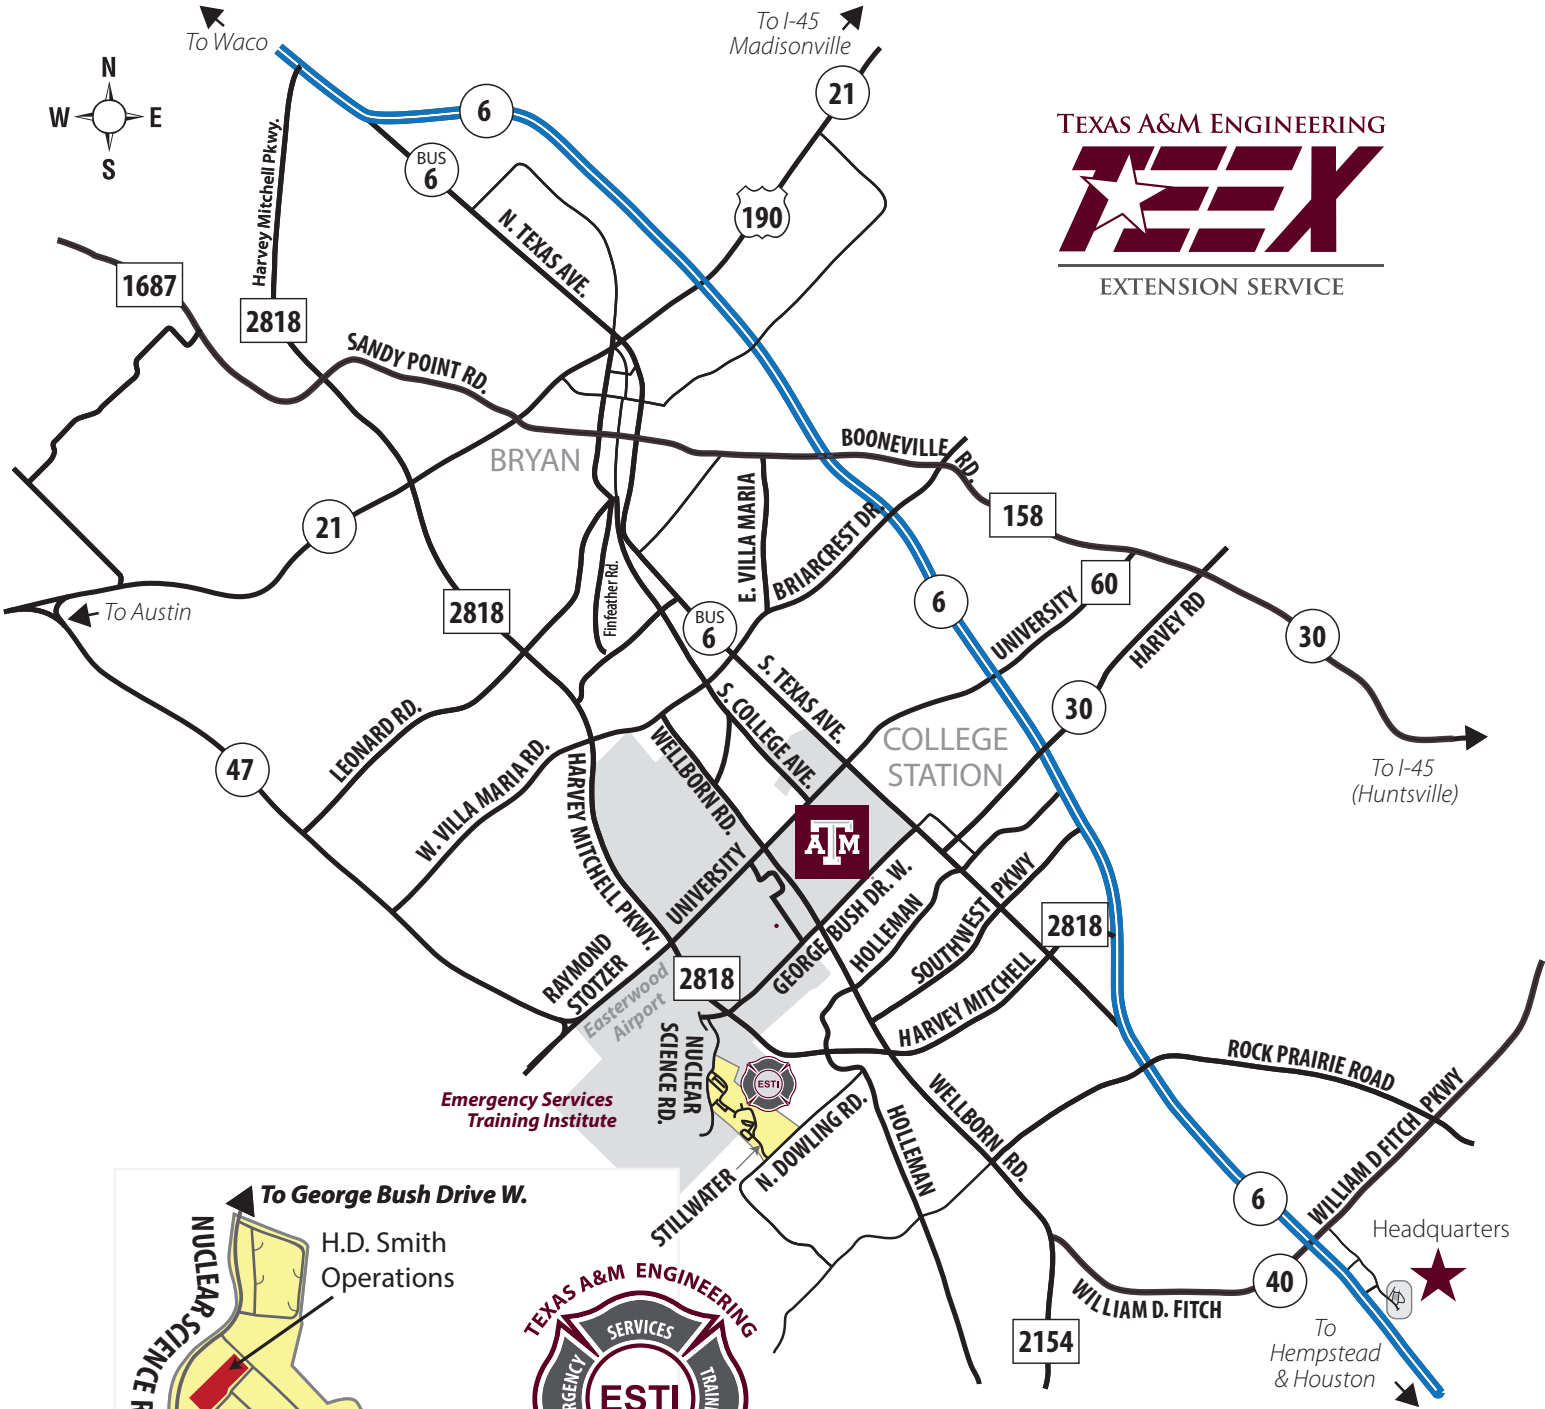 To Waco
To I-45
Madisonville
N
W
E
S
6
21
BUS
6
190
Harvey Mitchell Pkwy.
N. TEXAS AVE.
TEXAS A&M ENGINEERING
TEEX
EXTENSION SERVICE
1687
2818
SANDY POINT RD.
BRYAN
BOONEVILLE RD.
21
E. VILLA MARIA
BRIARCREST DR.
158
60
To Austin
2818
Finfeather Rd.
BUS
6
6
UNIVERSITY
HARVEY RD
30
30
S. TEXAS AVE.
S. COLLEGE AVE.
LEONARD RD.
47
W. VILLA MARIA RD.
WELLBORN RD.
HARVEY MITCHELL PKWY.
COLLEGE
STATION
To I-45
(Huntsville)
ATM
UNIVERSITY
GEORGE BUSH DR. W.
HOLLEMAN
SOUTHWEST PKWY
2818
RAYMOND
STOTZER
Easterwood
Airport
2818
HARVEY MITCHELL
NUCLEAR
SCIENCE RD.
ESTI
Emergency Services
Training Institute
ROCK PRAIRIE ROAD
WELLBORN RD.
HOLLEMAN
N. DOWLING RD.
STILLWATER
WILLIAM D FITCH PKWY
6
Headquarters
40
WILLIAM D. FITCH
2154
To
Hempstead
& Houston
To George Bush Drive W.
H.D. Smith
Operations
NUCLEAR SCIENCE R
TEXAS A&M ENGINEERING
SERVICES
RGENCY
TRAIN
ESTI